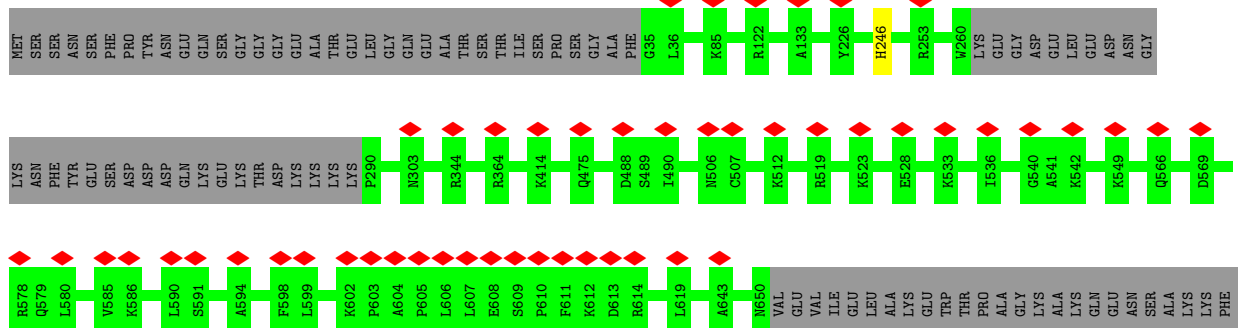 MET SER SER ASN SER PHE PRO TYR ASN GLU GLN SER GLY GLY GLY GLU ALA THR GLU LEU GLY GLN GLU ALA THR SER THR ILE SER PRO SER GLY ALA PHE G35 L36 K85 R122 A133 Y226 H246 R253 W260 LYS GLU GLY ASP GLU LEU GLU ASP ASN GLY
LYS ASN PHE TYR GLU SER ASP ASP ASP GLN LYS GLU LYS THR ASP LYS LYS LYS LYS P290 N303 R344 R364 K414 Q475 D488 S489 I490 N506 C507 K512 R519 K523 E528 K533 I536 G540 A541 K542 K549 Q566 D569
R578 Q579 L580 V585 K586 L590 S591 A594 F598 L599 K602 P603 A604 P605 L606 L607 E608 S609 P610 F611 K612 D613 R614 L619 A643 N650 VAL GLU VAL ILE GLU LEU ALA LYS GLU TRP THR PRO ALA GLY LYS ALA LYS GLN GLU ASN SER ALA LYS LYS PHE